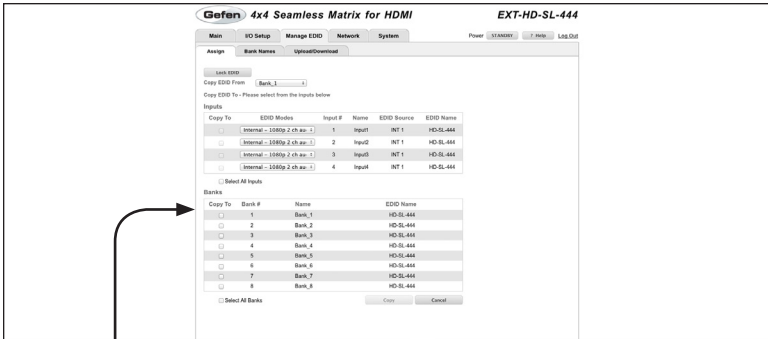 Gefen 4x4 Seamless Matrix for HDMI EXT-HD-SL-444
Main I/O Setup Manage EDID Network System Power STANDBY ? Help Log Out
Assign Bank Names Upload/Download
Lock EDID
Copy EDID From Bank_1
Copy EDID To - Please select from the inputs below
Inputs
Copy To EDID Modes Input # Name EDID Source EDID Name
Internal - 1080p 2 ch au 1 Input1 INT 1 HD-SL-444
Internal - 1080p 2 ch au 2 Input2 INT 1 HD-SL-444
Internal - 1080p 2 ch au 3 Input3 INT 1 HD-SL-444
Internal - 1080p 2 ch au 4 Input4 INT 1 HD-SL-444
Select All Inputs
Banks
Copy To Bank # Name EDID Name
1 Bank_1 HD-SL-444
2 Bank_2 HD-SL-444
3 Bank_3 HD-SL-444
4 Bank_4 HD-SL-444
5 Bank_5 HD-SL-444
6 Bank_6 HD-SL-444
7 Bank_7 HD-SL-444
8 Bank_8 HD-SL-444
Select All Banks Copy Cancel